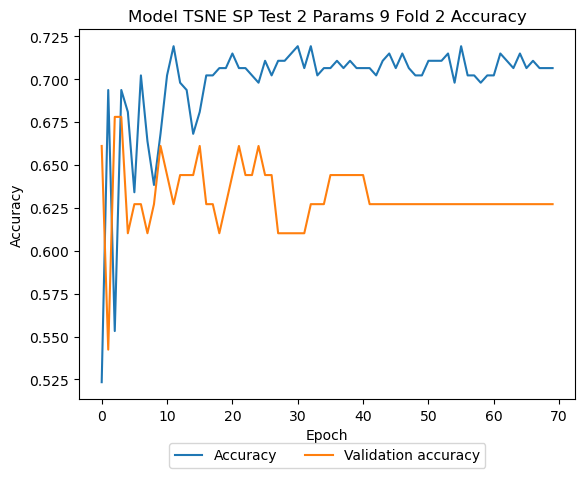 Model TSNE SP Test 2 Params 9 Fold 2 Accuracy
0.725
0.700
0.675
0.650
0.625
0.600
0.575
0.550
0.525
Accuracy
0 10 20 30 40 50 60 70
Epoch
Accuracy Validation accuracy